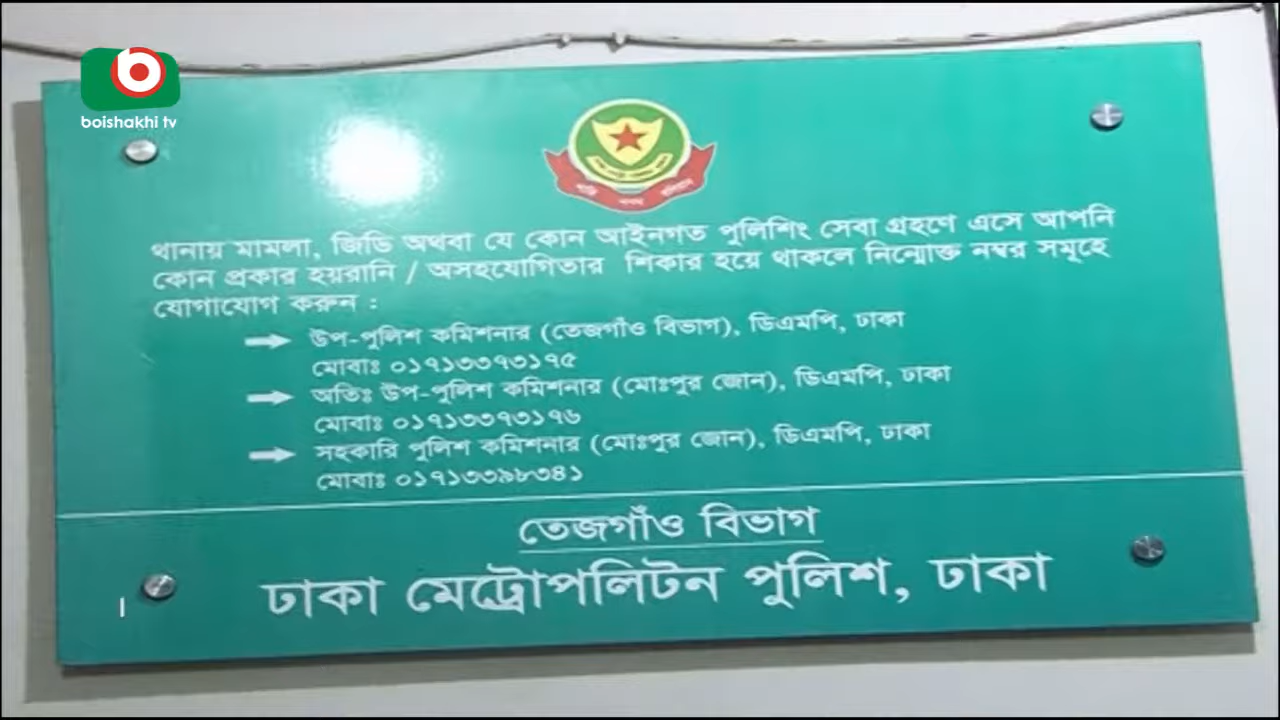 boishakhi tv
থানায় মামলা, জিডি অথবা যে কোন আইনগত পুলিশিং সেবা গ্রহণে এসে আপনি
কোন প্রকার হয়রানি / অসহযোগিতার শিকার হয়ে থাকলে নিম্মোক্ত নম্বর সমূহে
যোগাযোগ করুন :
উপ-পুলিশ কমিশনার (তেজগাঁও বিভাগ), ডিএমপি, ঢাকা
মোবাঃ ০১৭১৩৩৭৩১৭৫
অতিঃ উপ-পুলিশ কমিশনার (মোঃপুর জোন), ডিএমপি, ঢাকা
মোবাঃ ০১৭১৩৩৭৩১৭৬
সহকারি পুলিশ কমিশনার (মোঃপুর জোন), ডিএমপি, ঢাকা
মোবাঃ ০১৭১৩৩৯৮৩৪১
তেজগাঁও বিভাগ
ঢাকা মেট্রোপলিটন পুলিশ, ঢাকা